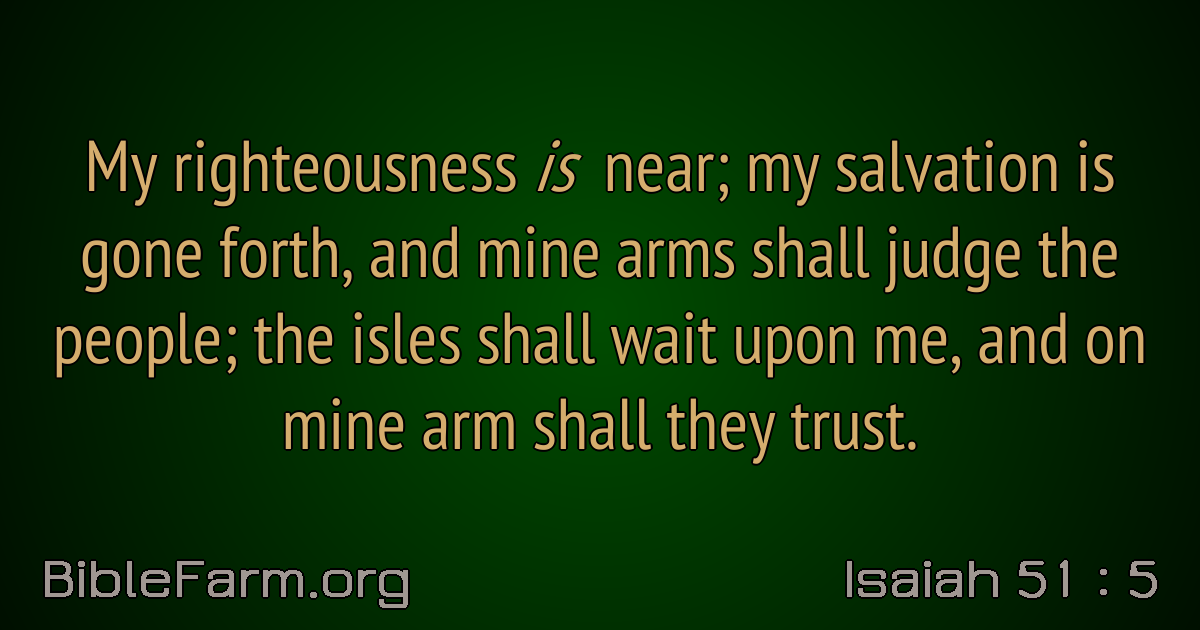 My righteousness is near; my salvation is
gone forth, and mine arms shall judge the
people; the isles shall wait upon me, and on
mine arm shall they trust.
BibleFarm.org
Isaiah 51 : 5